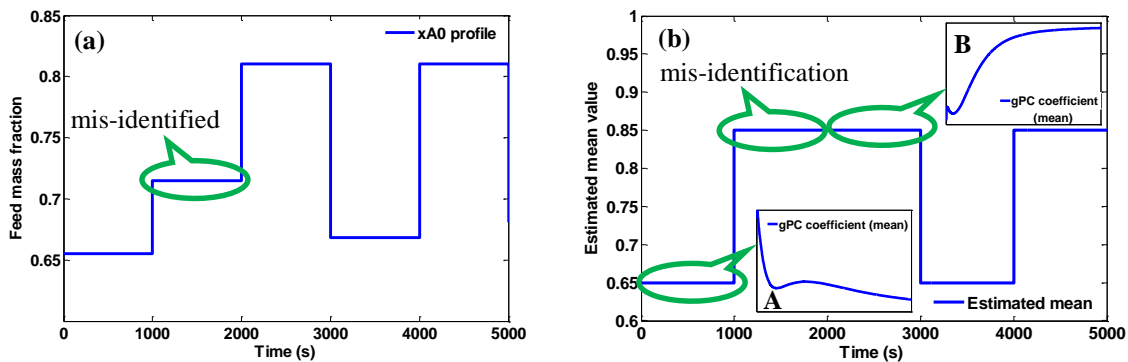 (a)
xA0 profile
mis-identified
Feed mass fraction
0.85
0.8
0.75
0.7
0.65
0 1000 2000 3000 4000 5000
Time (s)
(b)
mis-identification
B
gPC coefficient
(mean)
gPC coefficient (mean)
A
Estimated mean
Estimated mean value
1
0.95
0.9
0.85
0.8
0.75
0.7
0.65
0.6
0 1000 2000 3000 4000 5000
Time (s)